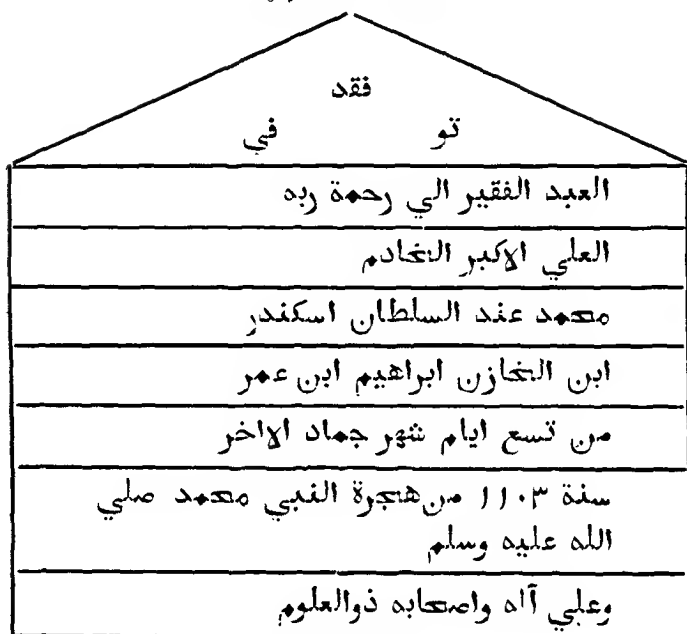 فقد
تو في
العبد الفقير الي رحمة ربه
العلي الاكبر الخادم
محمد عند السلطان اسكندر
ابن الخازن ابراهيم ابن عمر
من تسع ايام شهر جماد الاخر
سنة ١١٠٣ من هجرة النبي محمد صلي
الله عليه وسلم
وعلي آله واصحابه ذوالعلوم